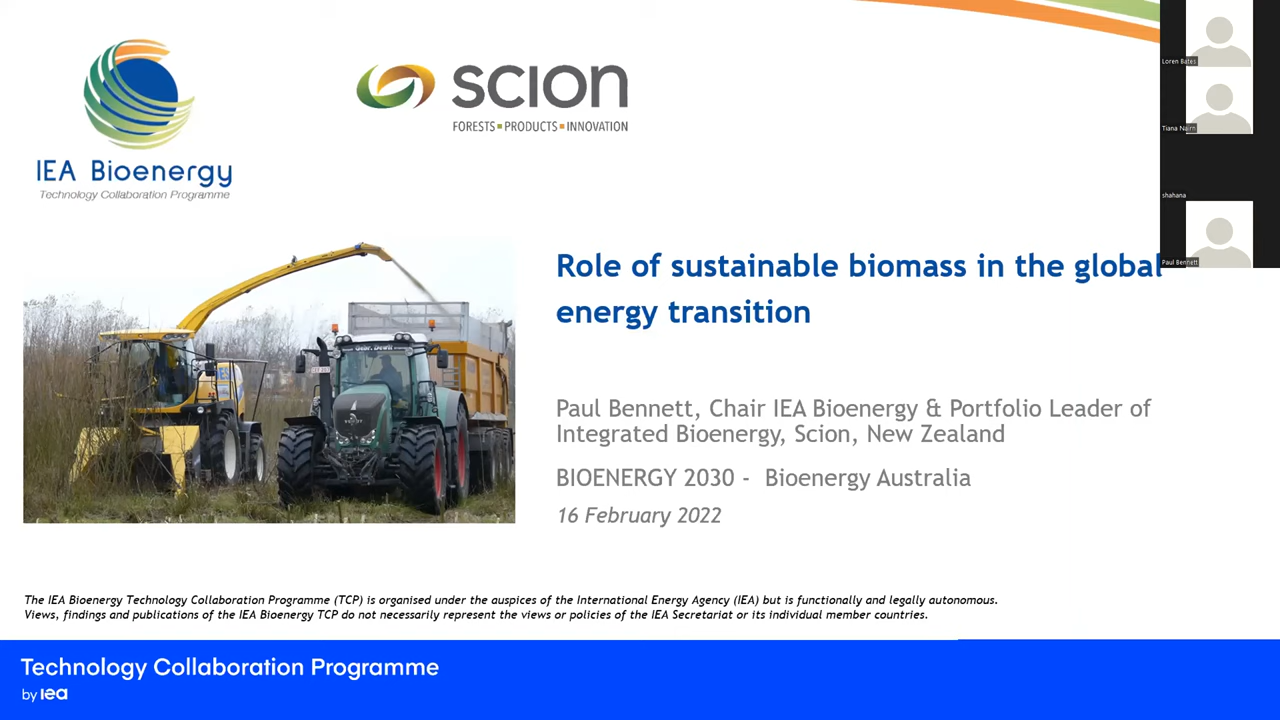 IEA Bioenergy
Technology Collaboration Programme
scion
FORESTS▪PRODUCTS▪INNOVATION
Loren Bates
Tiana Nairn
shahana
Paul Bennett
Role of sustainable biomass in the global
energy transition
Paul Bennett, Chair IEA Bioenergy & Portfolio Leader of
Integrated Bioenergy, Scion, New Zealand
BIOENERGY 2030 - Bioenergy Australia
16 February 2022
The IEA Bioenergy Technology Collaboration Programme (TCP) is organised under the auspices of the International Energy Agency (IEA) but is functionally and legally autonomous.
Views, findings and publications of the IEA Bioenergy TCP do not necessarily represent the views or policies of the IEA Secretariat or its individual member countries.
Technology Collaboration Programme
by iea